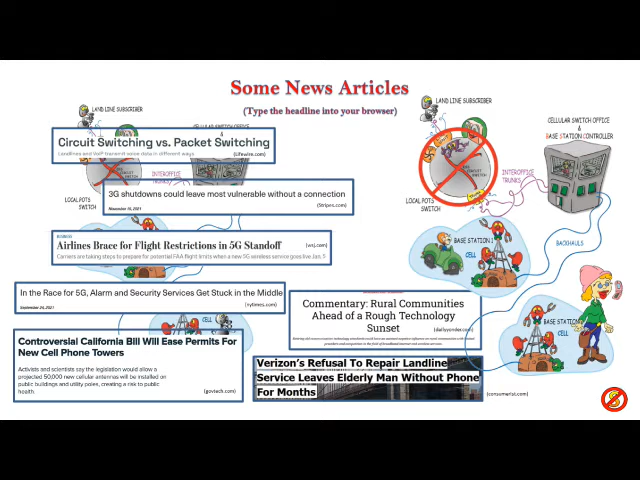 Some News Articles
(Type the headline into your browser)
LAND LINE SUBSCRIBER
Circuit Switching vs. Packet Switching
Landlines and VoIP transmit voice data in different ways
(Lifewire.com)
INTEROFFICE
TRUNKS
3G shutdowns could leave most vulnerable without a connection
November 15, 2021
(Stripes.com)
LOCAL POTS
SWITCH
Airlines Brace for Flight Restrictions in 5G Standoff
(wsj.com)
Carriers are taking steps to prepare for potential FAA flight limits when a new 5G wireless service goes live Jan. 5
In the Race for 5G, Alarm and Security Services Get Stuck in the Middle
September 24, 2021
(nytimes.com)
CELL
Controversial California Bill Will Ease Permits For
New Cell Phone Towers
Activists and scientists say the legislation would allow a
projected 50,000 new cellular antennas will be installed on
public buildings and utility poles, creating a risk to public
health.
(govtech.com)
Commentary: Rural Communities
Ahead of a Rough Technology
Sunset
(dailyyonder.com)
Verizon's Refusal To Repair Landline
Service Leaves Elderly Man Without Phone
For Months
(consumerist.com)
LAND LINE SUBSCRIBER
CELLULAR SWITCH OFFICE
&
BASE STATION CONTROLLER
INTEROFFICE
TRUNKS
LOCAL POTS
SWITCH
BASE STATION
CELL
BACKHAULS
BASE STATION
CELL